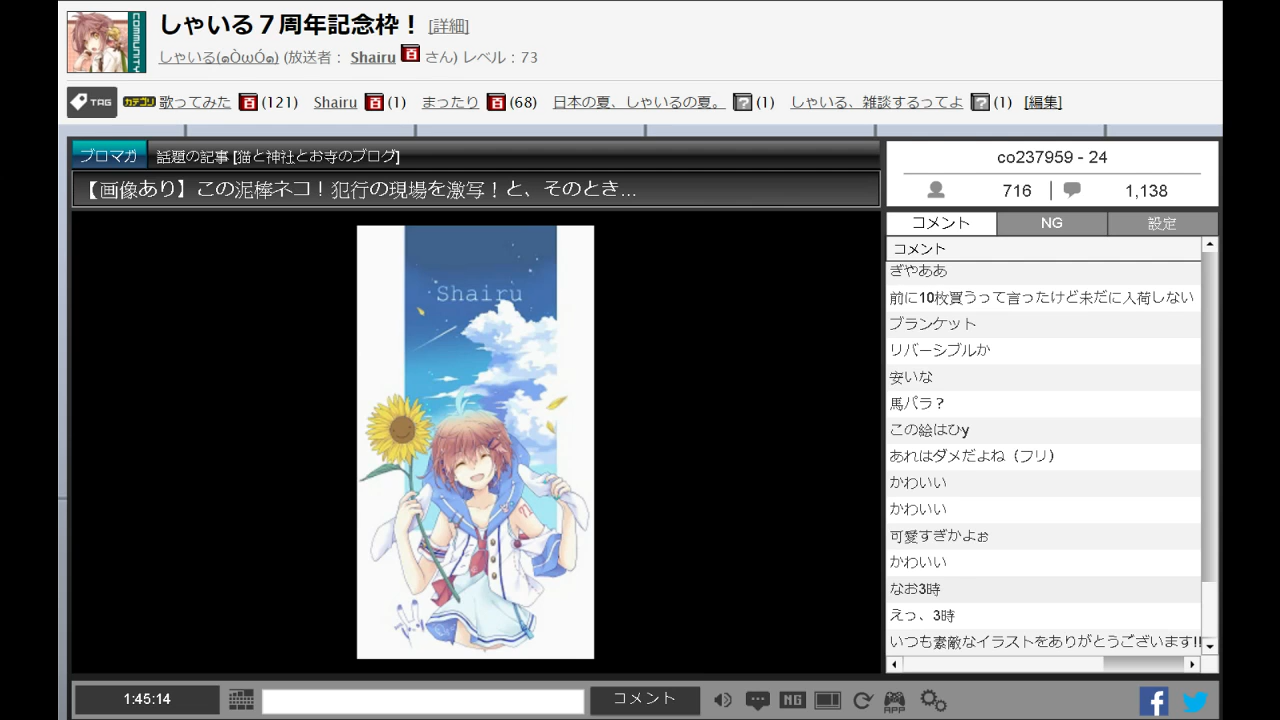 COMMUNITY
しゃいる７周年記念枠！ [詳細]
しゃいる(๑ÒωÓ๑) (放送者： Shairu 百 さん) レベル：73
TAG カテゴリ 歌ってみた 百 (121) Shairu 百 (1) まったり 百 (68) 日本の夏、しゃいるの夏。 ? (1) しゃいる、雑談するってよ ? (1) [編集]
ブロマガ 話題の記事 [猫と神社とお寺のブログ]
【画像あり】この泥棒ネコ！犯行の現場を激写！と、そのとき...
Shairu
co237959 - 24
716 | 1,138
コメント NG 設定
コメント
ぎやああ
前に10枚買うって言ったけど未だに入荷しない
ブランケット
リバーシブルか
安いな
馬パラ？
この絵はひy
あれはダメだよね（フリ）
かわいい
かわいい
可愛すぎかよぉ
かわいい
なお3時
えっ、3時
いつも素敵なイラストをありがとうございます!!
1:45:14 コメント NG APP f